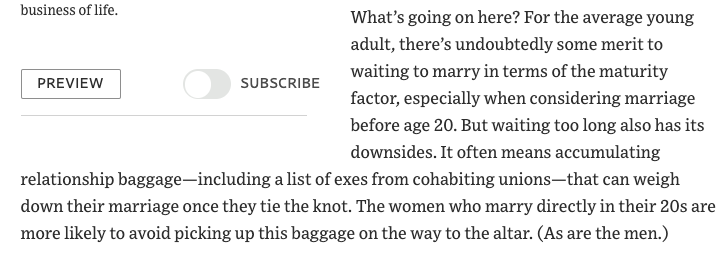 business of life.
PREVIEW
SUBSCRIBE
What’s going on here? For the average young
adult, there’s undoubtedly some merit to
waiting to marry in terms of the maturity
factor, especially when considering marriage
before age 20. But waiting too long also has its
downsides. It often means accumulating
relationship baggage—including a list of exes from cohabiting unions—that can weigh
down their marriage once they tie the knot. The women who marry directly in their 20s are
more likely to avoid picking up this baggage on the way to the altar. (As are the men.)